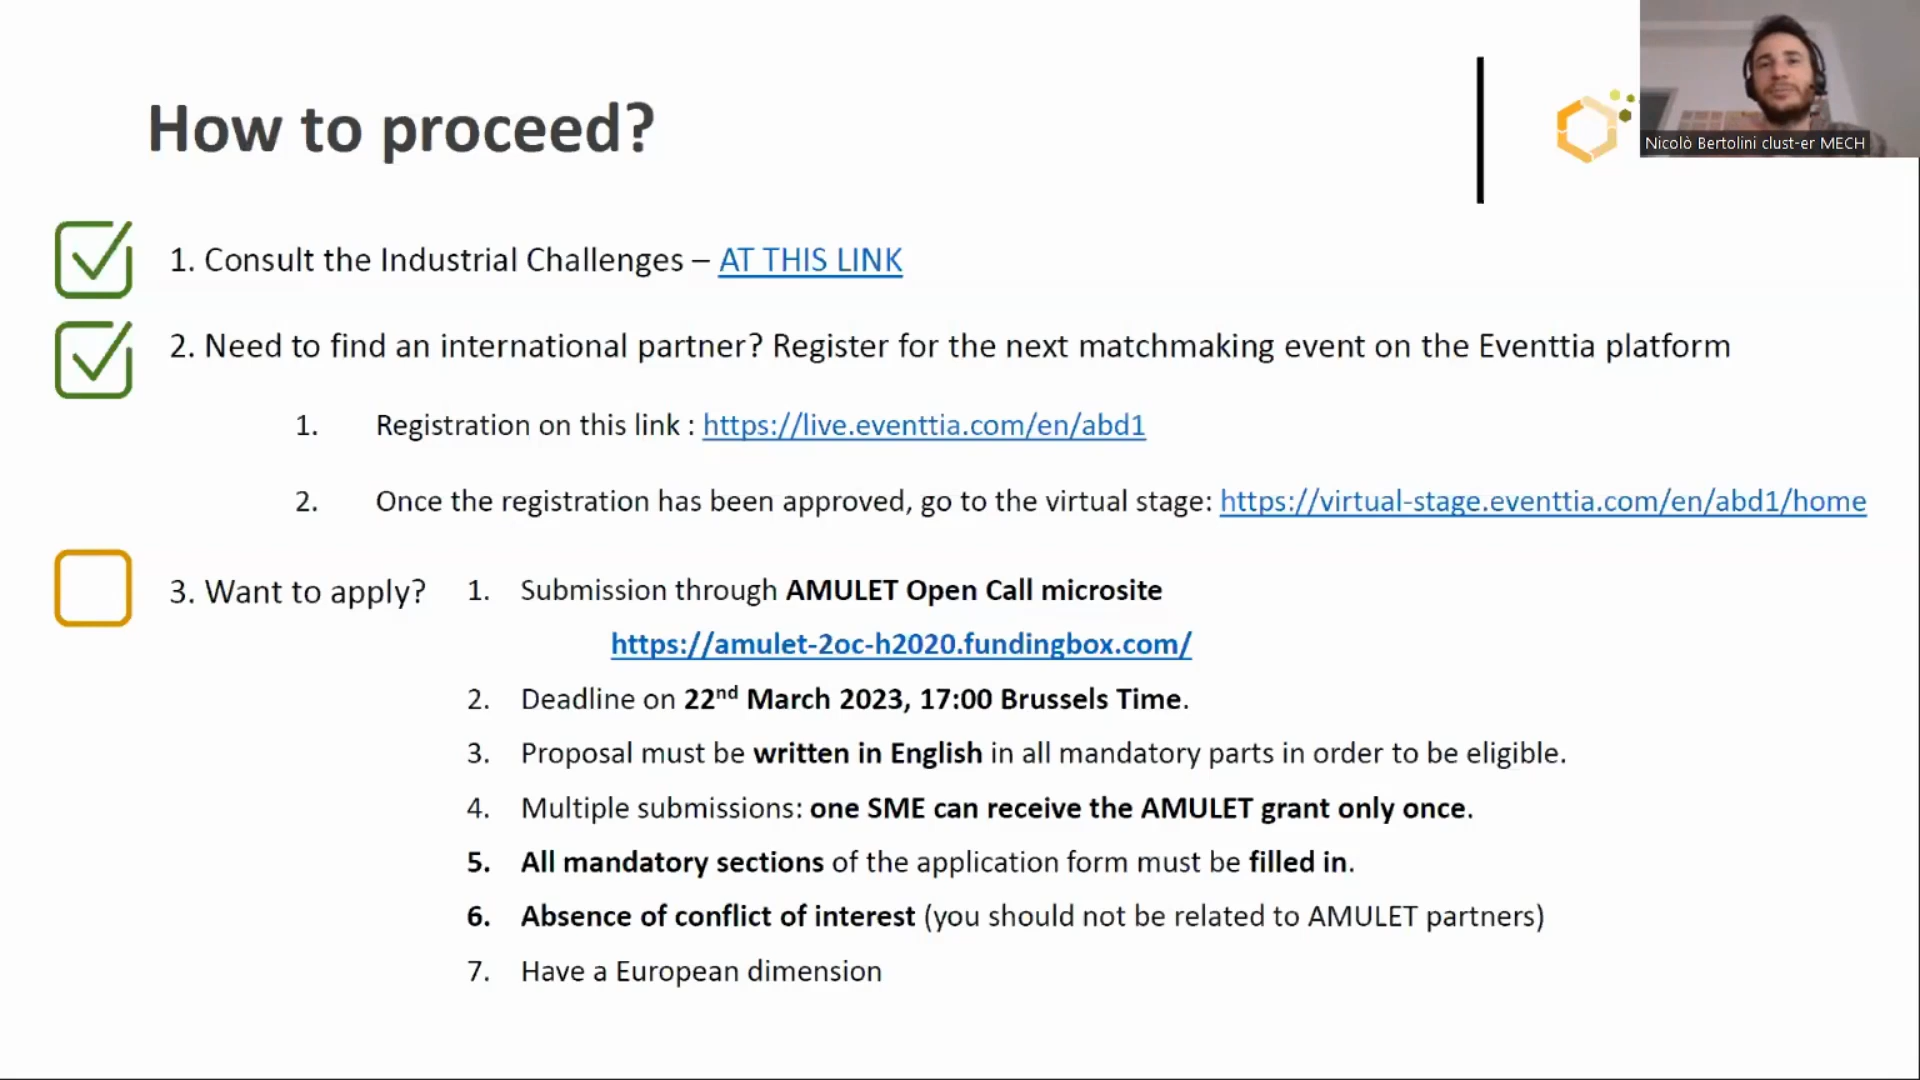 How to proceed?
Nicolò Bertolini clust-er MECH
1. Consult the Industrial Challenges – AT THIS LINK
2. Need to find an international partner? Register for the next matchmaking event on the Eventtia platform
1. Registration on this link : https://live.eventtia.com/en/abd1
2. Once the registration has been approved, go to the virtual stage: https://virtual-stage.eventtia.com/en/abd1/home
3. Want to apply? 1. Submission through AMULET Open Call microsite
https://amulet-2oc-h2020.fundingbox.com/
2. Deadline on 22nd March 2023, 17:00 Brussels Time.
3. Proposal must be written in English in all mandatory parts in order to be eligible.
4. Multiple submissions: one SME can receive the AMULET grant only once.
5. All mandatory sections of the application form must be filled in.
6. Absence of conflict of interest (you should not be related to AMULET partners)
7. Have a European dimension